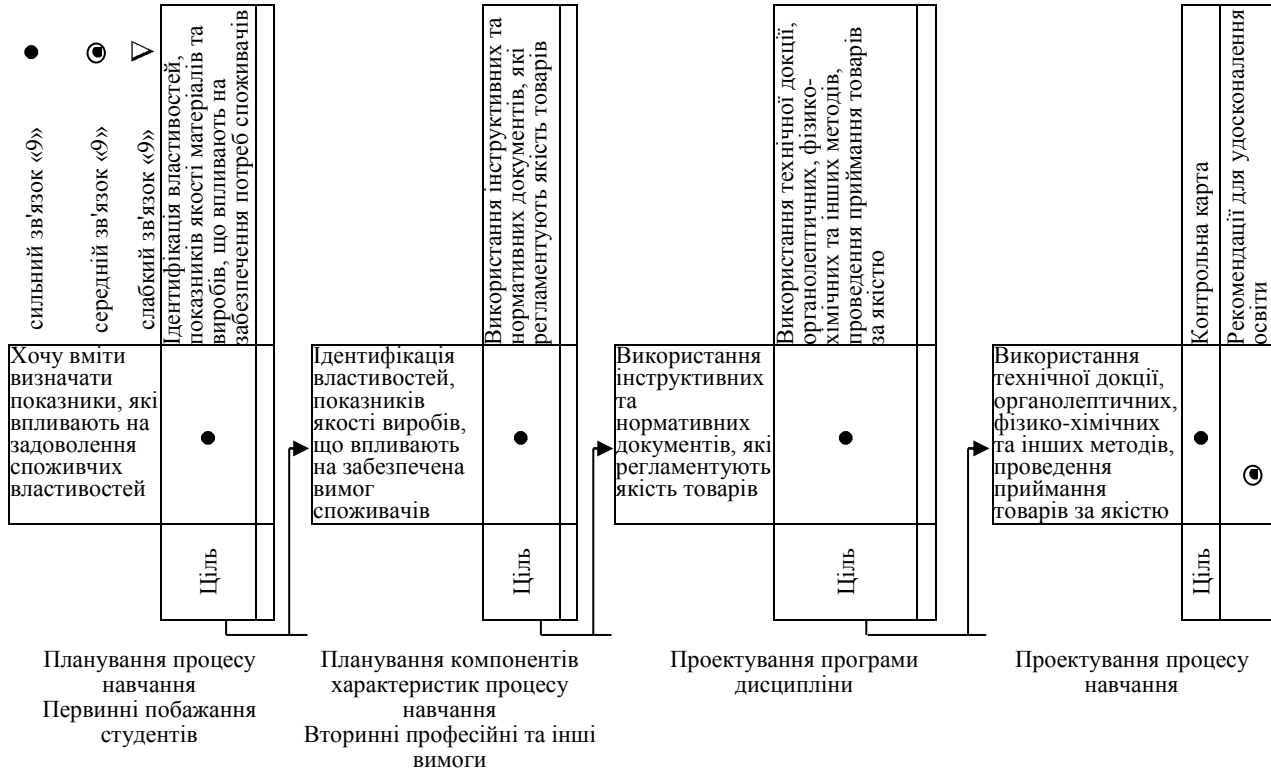 сильний зв'язок «9»
середній зв'язок «9»
слабкий зв'язок «9»
Ідентифікація властивостей,
показників якості матеріалів та
виробів, що впливають на
забезпечення потреб споживачів
Хочу вміти
визначати
показники, які
впливають на
задоволення
споживчих
властивостей
Ціль
Планування процесу
навчання
Первинні побажання
студентів
Використання інструктивних та
нормативних документів, які
регламентують якість товарів
Ідентифікація
властивостей,
показників
якості виробів,
що впливають
на забезпечена
вимог
споживачів
Ціль
Планування компонентів
характеристик процесу
навчання
Вторинні професійні та інші
вимоги
Використання технічної докції,
органолептичних, фізико-
хімічних та інших методів,
проведення приймання товарів
за якістю
Використання
інструктивних
та
нормативних
документів, які
регламентують
якість товарів
Ціль
Проектування програми
дисципліни
Контрольна карта
Рекомендації для удосконалення
освіти
Використання
технічної докції,
органолептичних,
фізико-хімічних
та інших методів,
проведення
приймання
товарів за якістю
Ціль
Проектування процесу
навчання